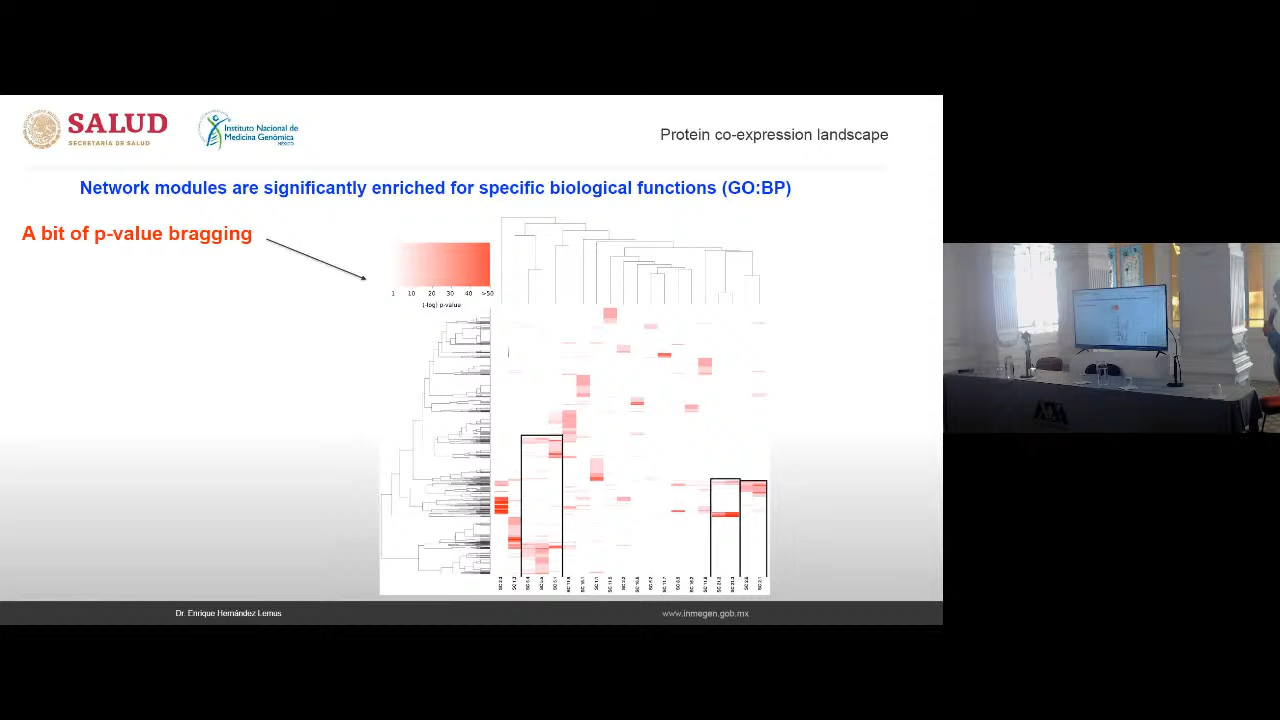 SALUD
SECRETARÍA DE SALUD
Instituto Nacional de
Medicina Genómica
MÉXICO
Protein co-expression landscape
Network modules are significantly enriched for specific biological functions (GO:BP)
A bit of p-value bragging
1 10 20 30 40 >50
(-log) p-value
Dr. Enrique Hernández Lemus
www.inmegen.gob.mx